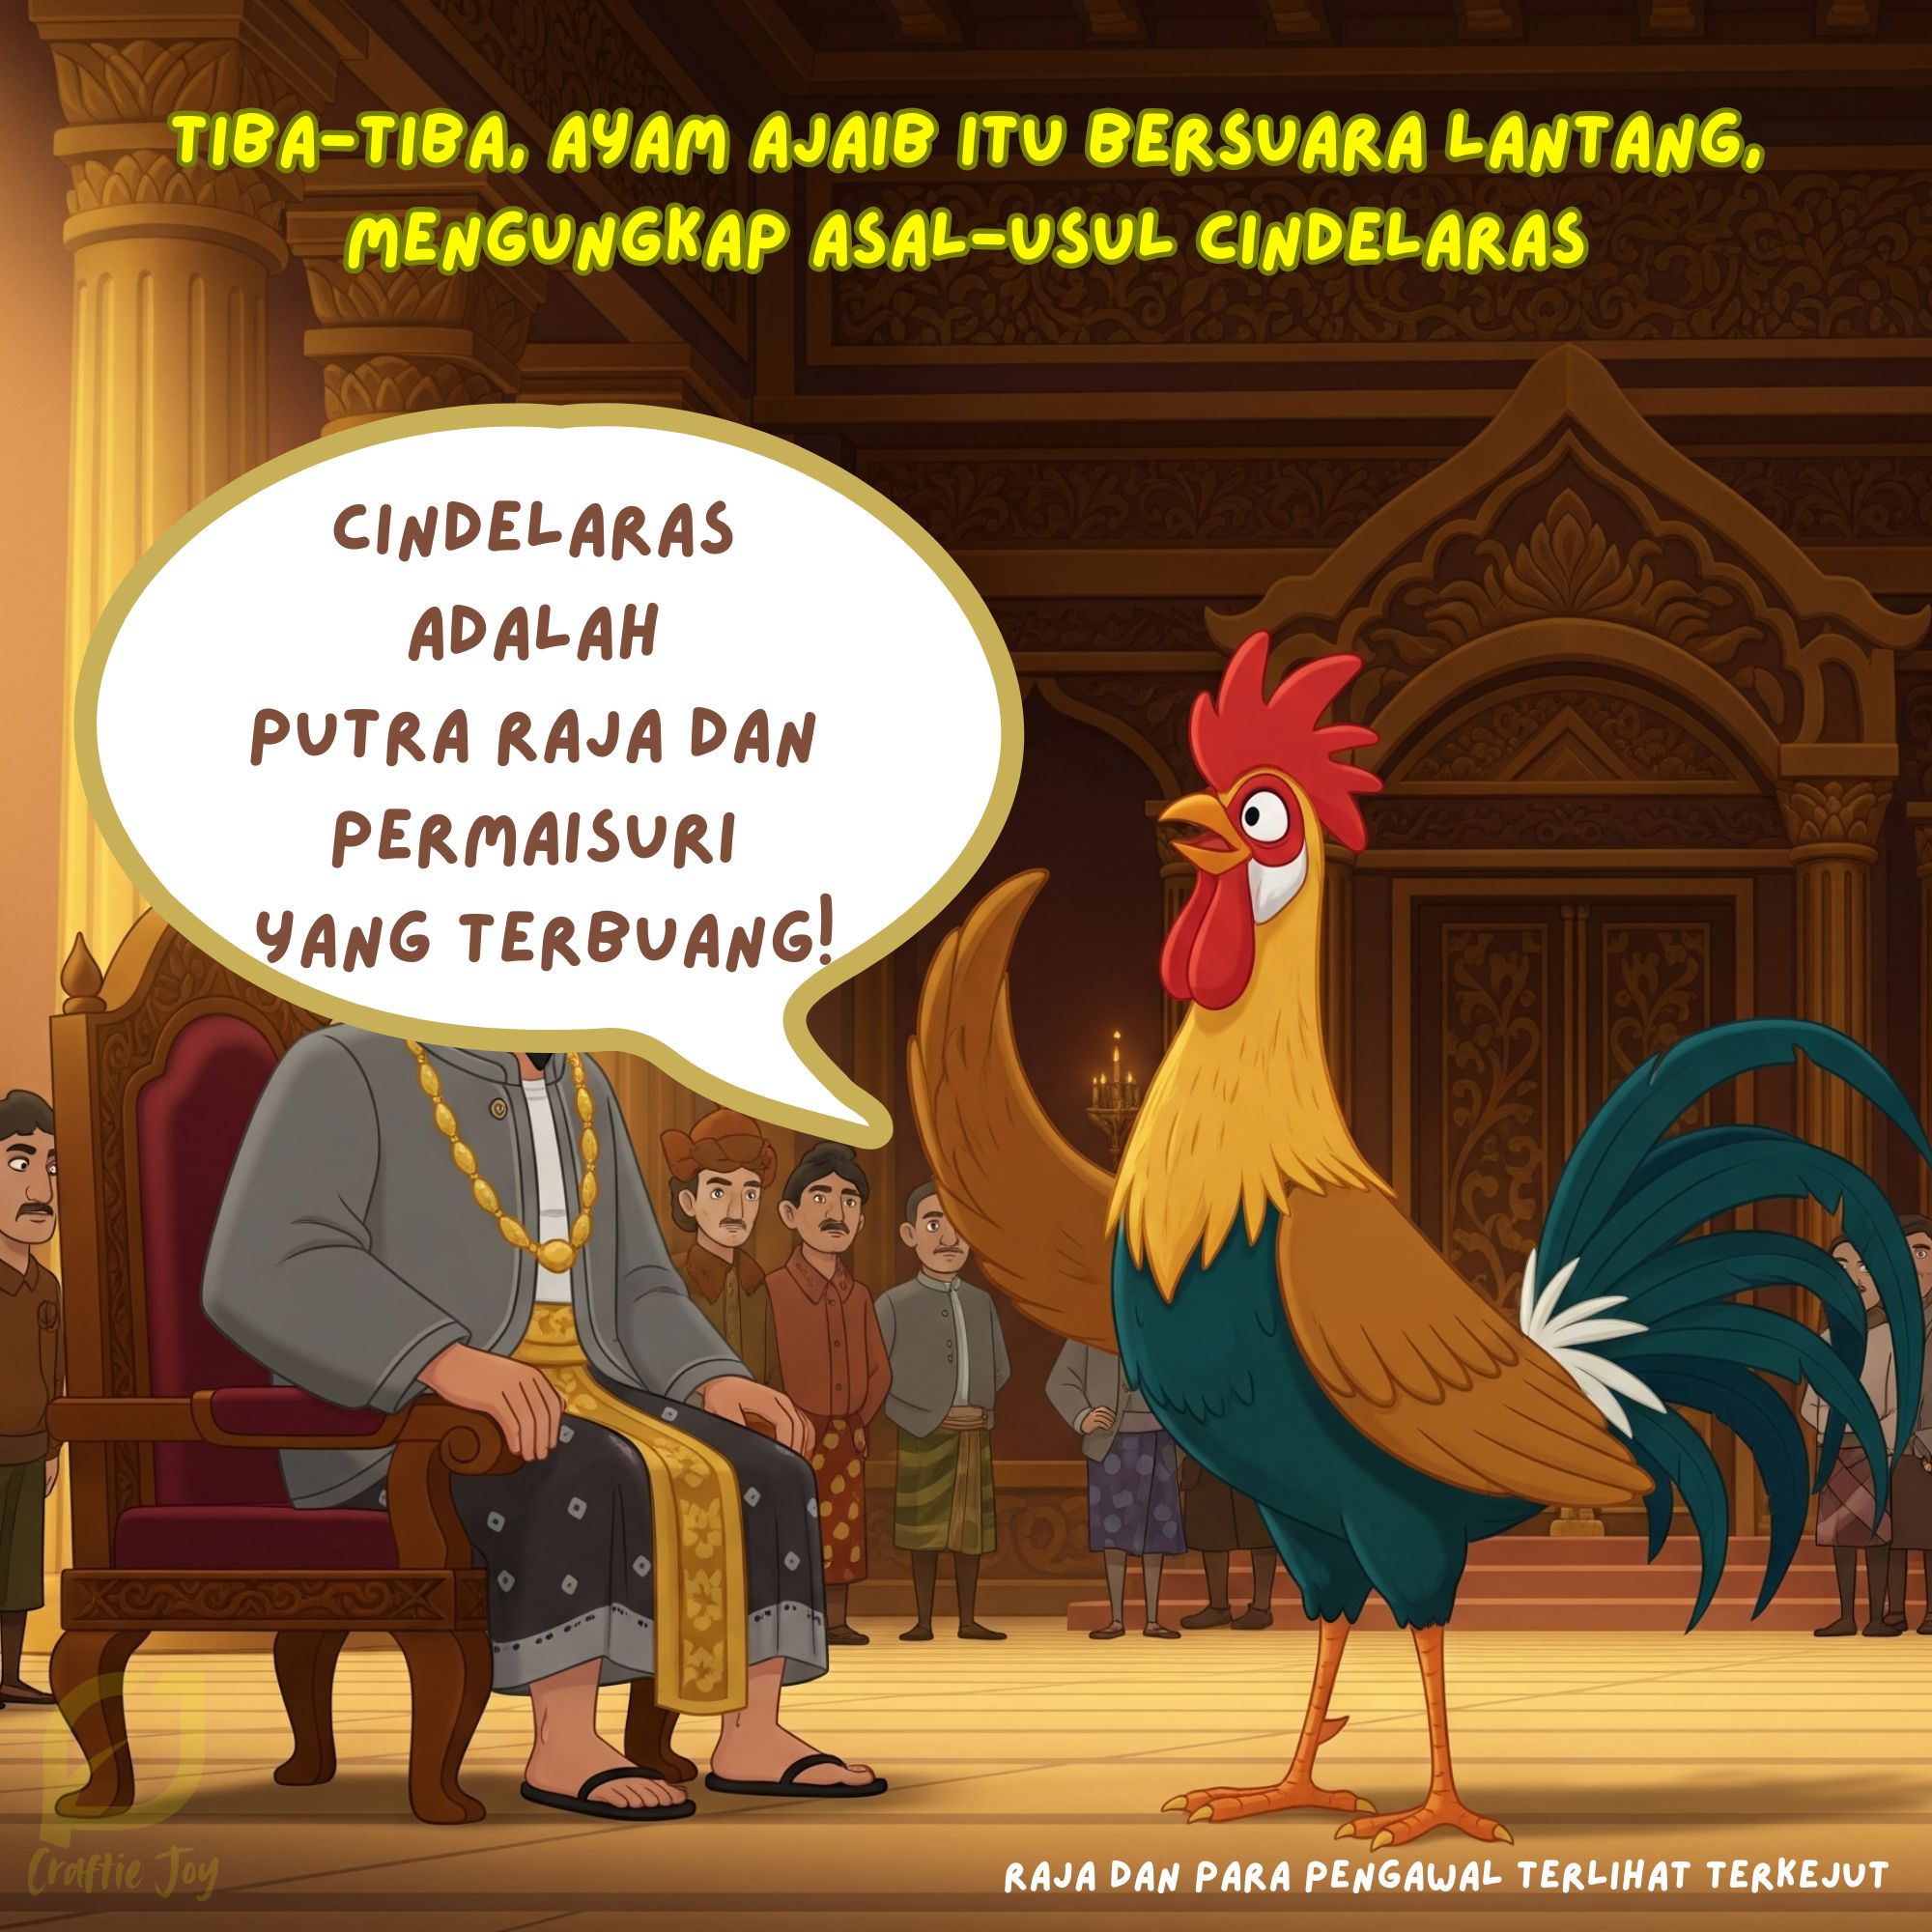 TIBA-TIBA, AYAM AJAIB ITU BERSUARA LANTANG,
MENGUNGKAP ASAL-USUL CINDELARAS
CINDELARAS
ADALAH
PUTRA RAJA DAN
PERMAISURI
YANG TERBUANG!
Craftie Joy
RAJA DAN PARA PENGAWAL TERLIHAT TERKEJUT